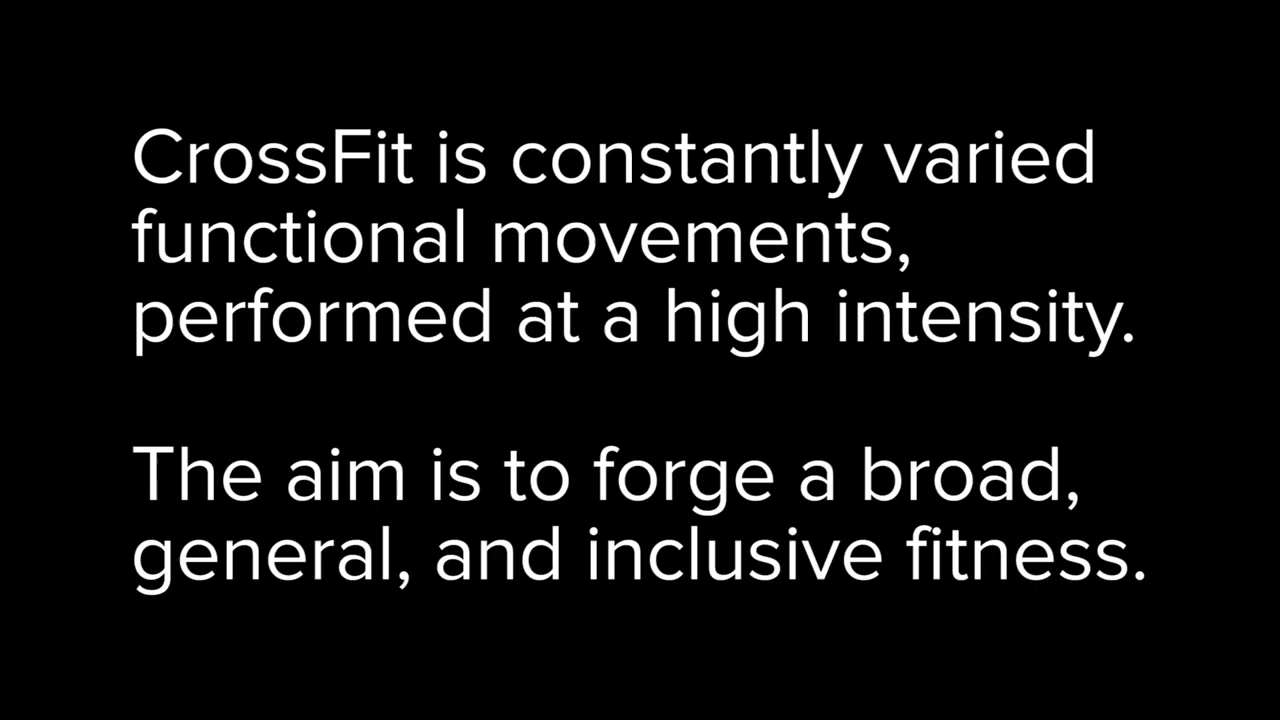 CrossFit is constantly varied
functional movements,
performed at a high intensity.
The aim is to forge a broad,
general, and inclusive fitness.